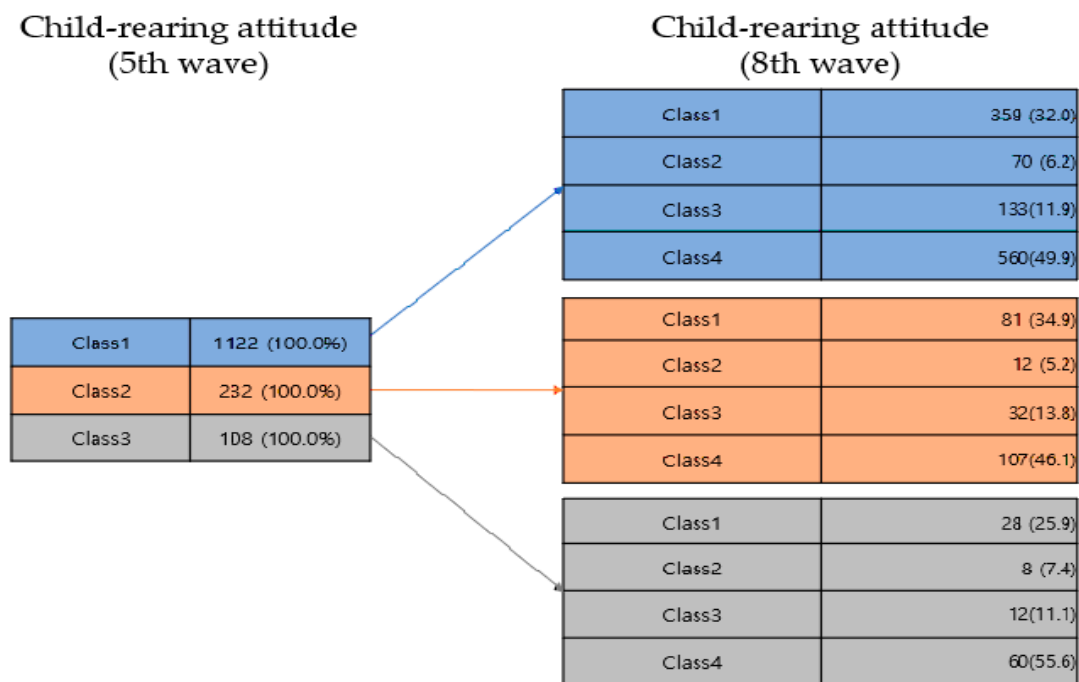 Child-rearing attitude
(5th wave)
Child-rearing attitude
(8th wave)
Class1 1122 (100.0%)
Class2 232 (100.0%)
Class3 108 (100.0%)
Class1 359 (32.0)
Class2 70 (6.2)
Class3 133(11.9)
Class4 560(49.9)
Class1 81 (34.9)
Class2 12 (5.2)
Class3 32(13.8)
Class4 107(46.1)
Class1 28 (25.9)
Class2 8 (7.4)
Class3 12(11.1)
Class4 60(55.6)